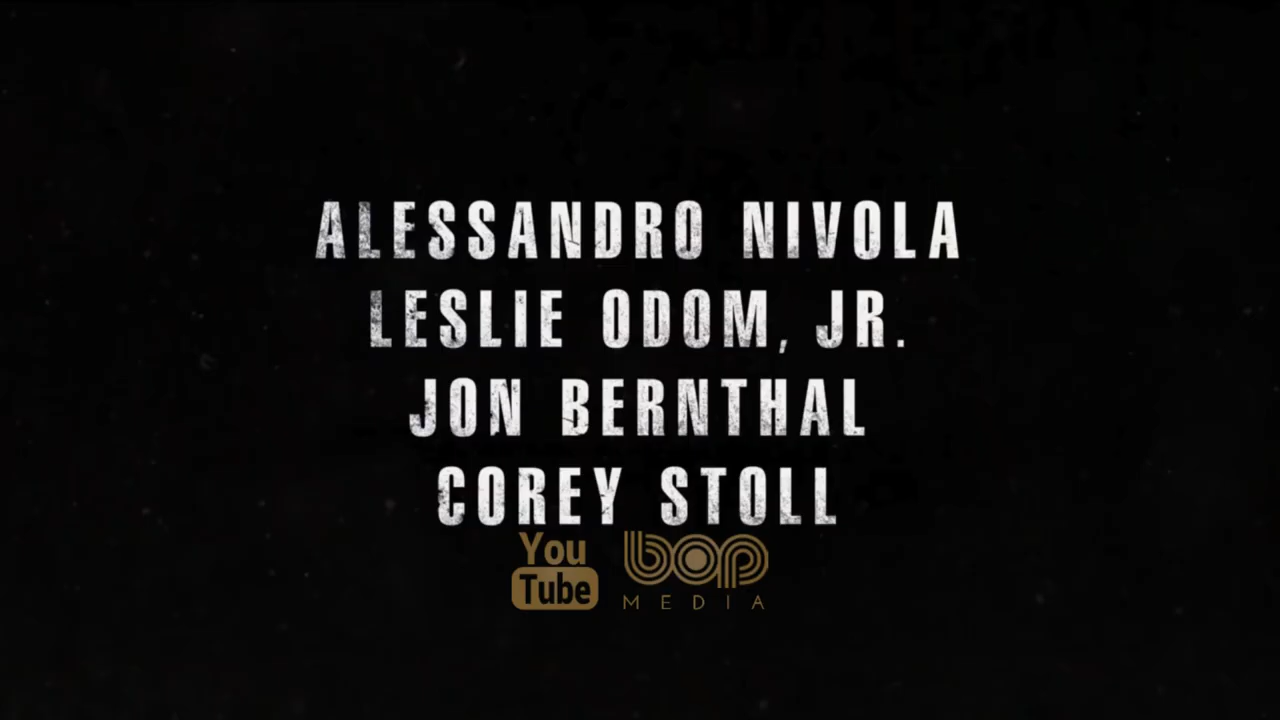 ALESSANDRO NIVOLA
LESLIE ODOM, JR.
JON BERNTHAL
COREY STOLL
You
Tube
bop
MEDIA